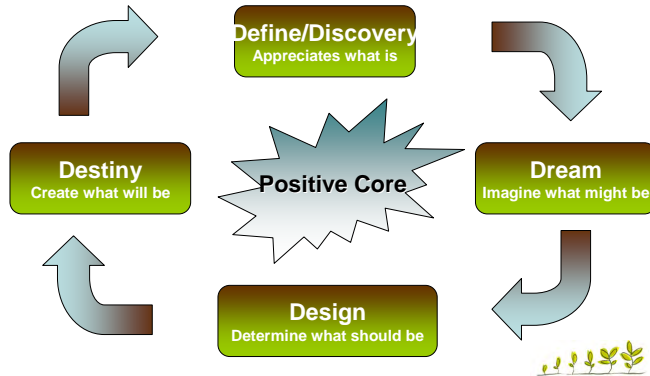 Define/Discovery
Appreciates what is
Destiny
Create what will be
Positive Core
Dream
Imagine what might be
Design
Determine what should be